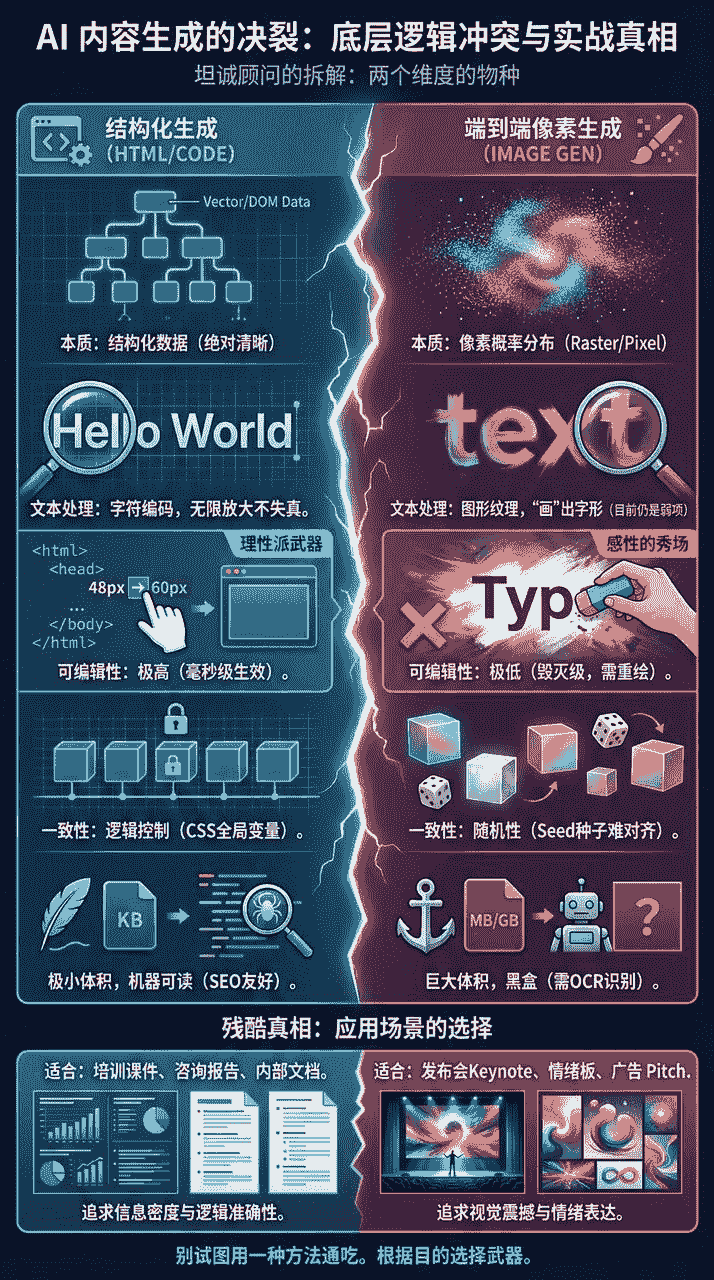 AI 内容生成的决裂：底层逻辑冲突与实战真相
坦诚顾问的拆解：两个维度的物种
结构化生成
（HTML/CODE）
端到端像素生成
（IMAGE GEN）
Vector/DOM Data
本质：结构化数据（绝对清晰）
本质：像素概率分布（Raster/Pixel）
Hello World
text
文本处理：字符编码，无限放大不失真。
文本处理：图形纹理，“画”出字形（目前仍是弱项）
理性派武器
<html>
<head>
48px → 60px
...
</body>
</html>
可编辑性：极高（毫秒级生效）。
感性的秀场
Typ
可编辑性：极低（毁灭级，需重绘）。
一致性：逻辑控制（CSS全局变量）。
一致性：随机性（Seed种子难对齐）。
KB
MB/GB
?
极小体积，机器可读（SEO友好）。
巨大体积，黑盒（需OCR识别）。
残酷真相：应用场景的选择
适合：培训课件、咨询报告、内部文档。
适合：发布会Keynote、情绪板、广告 Pitch.
追求信息密度与逻辑准确性。
追求视觉震撼与情绪表达。
别试图用一种方法通吃。根据目的选择武器。